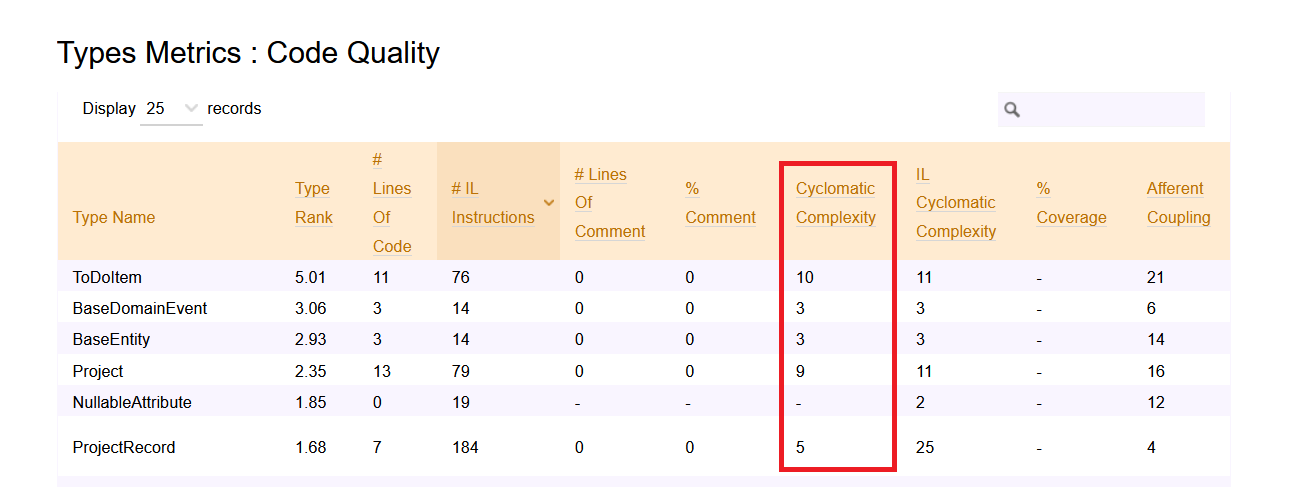 Types Metrics : Code Quality
Display 25 records
Type Name
Type Rank
# Lines Of Code
# IL Instructions
# Lines Of Comment
% Comment
Cyclomatic Complexity
IL Cyclomatic Complexity
% Coverage
Afferent Coupling
ToDoItem 5.01 11 76 0 0 10 11 - 21
BaseDomainEvent 3.06 3 14 0 0 3 3 - 6
BaseEntity 2.93 3 14 0 0 3 3 - 14
Project 2.35 13 79 0 0 9 11 - 16
NullableAttribute 1.85 0 19 - - - 2 - 12
ProjectRecord 1.68 7 184 0 0 5 25 - 4